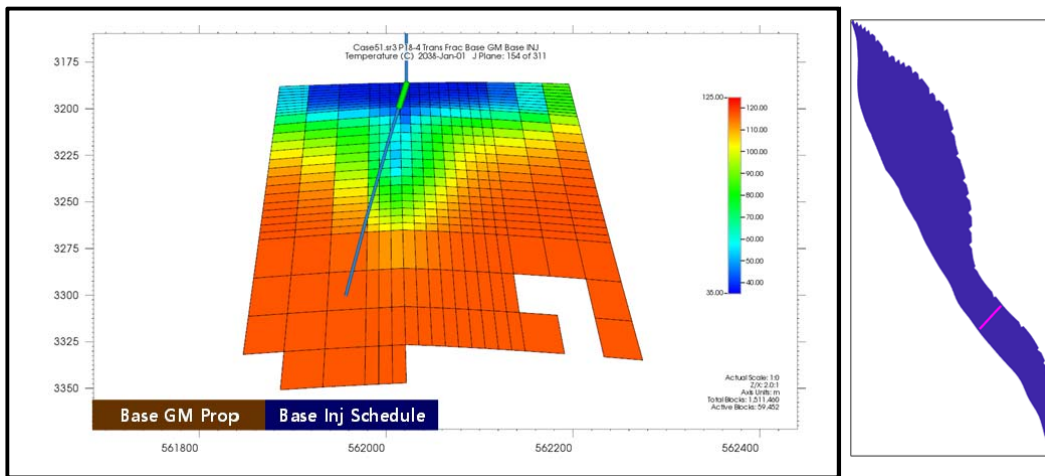 Case51.sr3 P18-4 Trans Frac Base GM Base INJ
Temperature (C) 2038-Jan-01 J Plane: 154 of 311
3175
3200
3225
3250
3275
3300
3325
3350
125.00
120.00
110.00
100.00
90.00
80.00
70.00
60.00
50.00
40.00
35.00
Actual Scale: 1:0
Z/X: 2.0:1
Axis Units: m
Total Blocks: 1,511,460
Active Blocks: 59,452
Base GM Prop
Base Inj Schedule
561800
562000
562200
562400